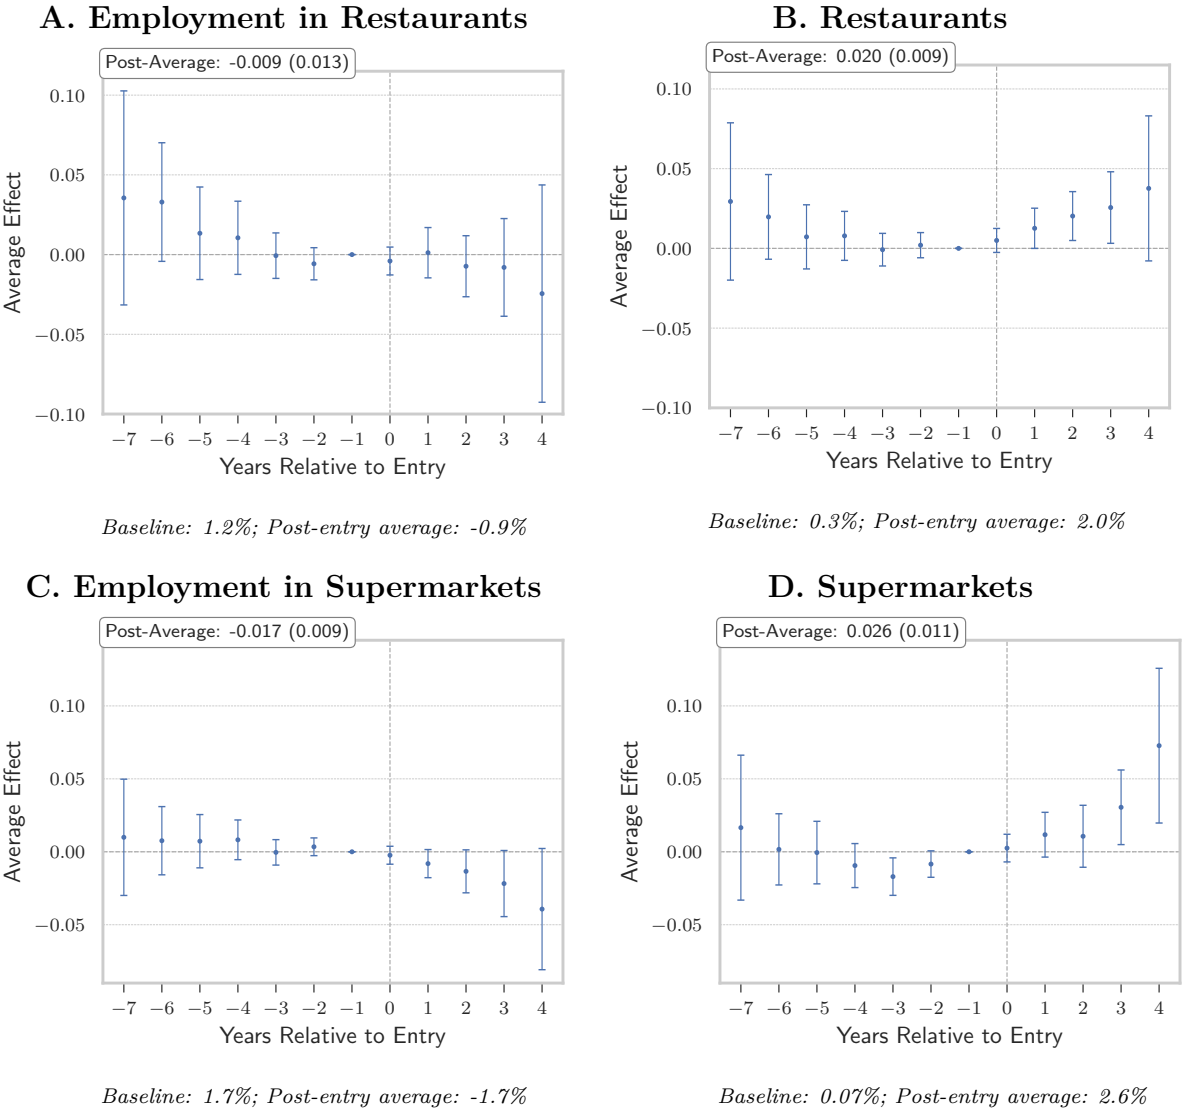 A. Employment in Restaurants
Post-Average: -0.009 (0.013)
Average Effect
0.10
0.05
0.00
−0.05
−0.10
−7 −6 −5 −4 −3 −2 −1 0 1 2 3 4
Years Relative to Entry
Baseline: 1.2%; Post-entry average: -0.9%
B. Restaurants
Post-Average: 0.020 (0.009)
Average Effect
0.10
0.05
0.00
−0.05
−0.10
−7 −6 −5 −4 −3 −2 −1 0 1 2 3 4
Years Relative to Entry
Baseline: 0.3%; Post-entry average: 2.0%
C. Employment in Supermarkets
Post-Average: -0.017 (0.009)
Average Effect
0.10
0.05
0.00
−0.05
−7 −6 −5 −4 −3 −2 −1 0 1 2 3 4
Years Relative to Entry
Baseline: 1.7%; Post-entry average: -1.7%
D. Supermarkets
Post-Average: 0.026 (0.011)
Average Effect
0.10
0.05
0.00
−0.05
−7 −6 −5 −4 −3 −2 −1 0 1 2 3 4
Years Relative to Entry
Baseline: 0.07%; Post-entry average: 2.6%